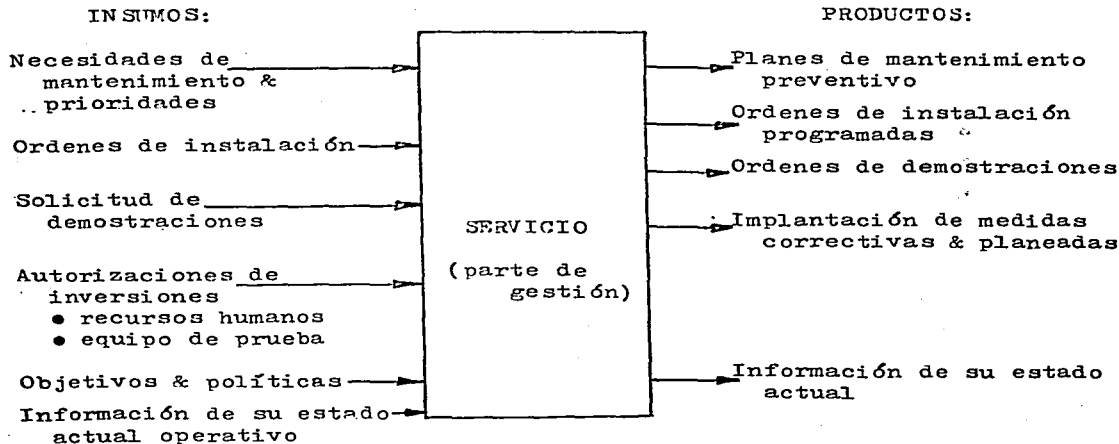 INSUMOS:
Necesidades de
mantenimiento &
prioridades
Ordenes de instalación
Solicitud de
demostraciones
Autorizaciones de
inversiones
• recursos humanos
• equipo de prueba
Objetivos & políticas
Información de su estado
actual operativo
SERVICIO
(parte de
gestión)
PRODUCTOS:
Planes de mantenimiento
preventivo
Ordenes de instalación
programadas
Ordenes de demostraciones
Implantación de medidas
correctivas & planeadas
Información de su estado
actual